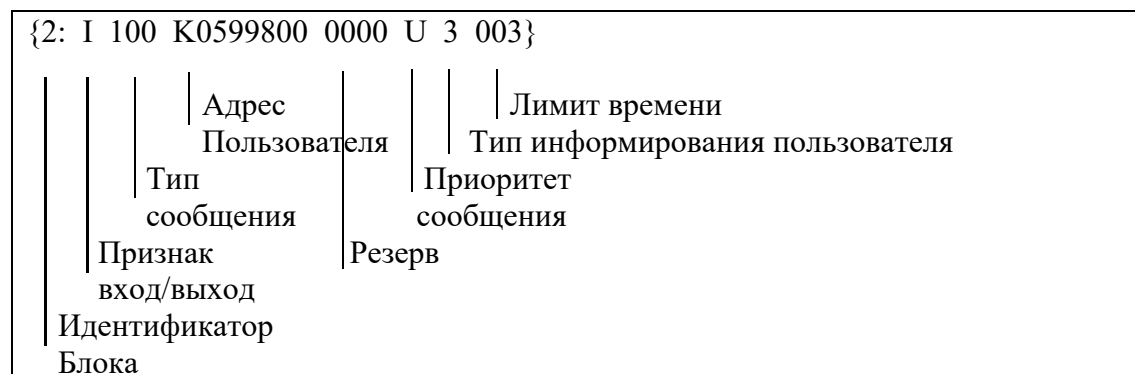 {2: I 100 K0599800 0000 U 3 003}
Адрес
Лимит времени
Пользователя
Тип информирования пользователя
Тип
Приоритет
сообщения
сообщения
Признак
Резерв
вход/выход
Идентификатор
Блока